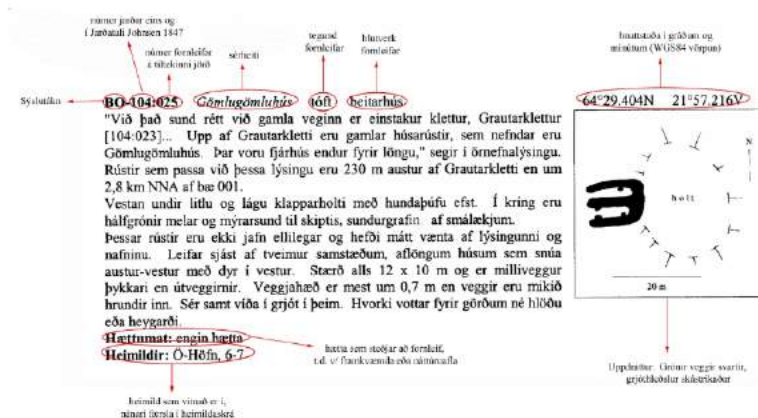 númer jarðar eins og
í Jarðatali Johnsen 1847
númer fornleifar
á tiltekinni jörð
sérheiti
tegund
fornleifar
hlutverk
fornleifar
hnattstaða í gráðum og
mínútum (WGS84 vörpun)
Sýslutákn
BO-104:025 Gömlugömluhús tóft beitarhús 64°29.404N 21°57.216V
"Við það sund rétt við gamla veginn er einstakur klettur, Grautarklettur
[104:023]... Upp af Grautarkletti eru gamlar húsarústir, sem nefndar eru
Gömlugömluhús. Þar voru fjárhús endur fyrir löngu," segir í örnefnalýsingu.
Rústir sem passa við þessa lýsingu eru 230 m austur af Grautarkletti en um
2,8 km NNA af bæ 001.
Vestan undir litlu og lágu klapparholti með hundaþúfu efst. Í kring eru
hálfgrónir melar og mýrarsund til skiptis, sundurgrafin af smálækjum.
Þessar rústir eru ekki jafn ellilegar og hefði mátt vænta af lýsingunni og
nafninu. Leifar sjást af tveimur samstæðum, aflöngum húsum sem snúa
austur-vestur með dyr í vestur. Stærð alls 12 x 10 m og er milliveggur
þykkari en útveggirnir. Veggjahæð er mest um 0,7 m en veggir eru mikið
hrundir inn. Sér samt víða í grjót í þeim. Hvorki vottar fyrir görðum né hlöðu
eða heygarði.
Hættumat: engin hætta
Heimildir: Ö-Höfn, 6-7
N
holt
20 m
hætta sem steðjar að fornleif,
t.d. v/ framkvæmda eða náttúruafla
Uppdráttur. Grónir veggir svartir,
grjóthleðslur skástrikaðar
heimild sem vitnað er í,
nánari færsla í heimildaskrá